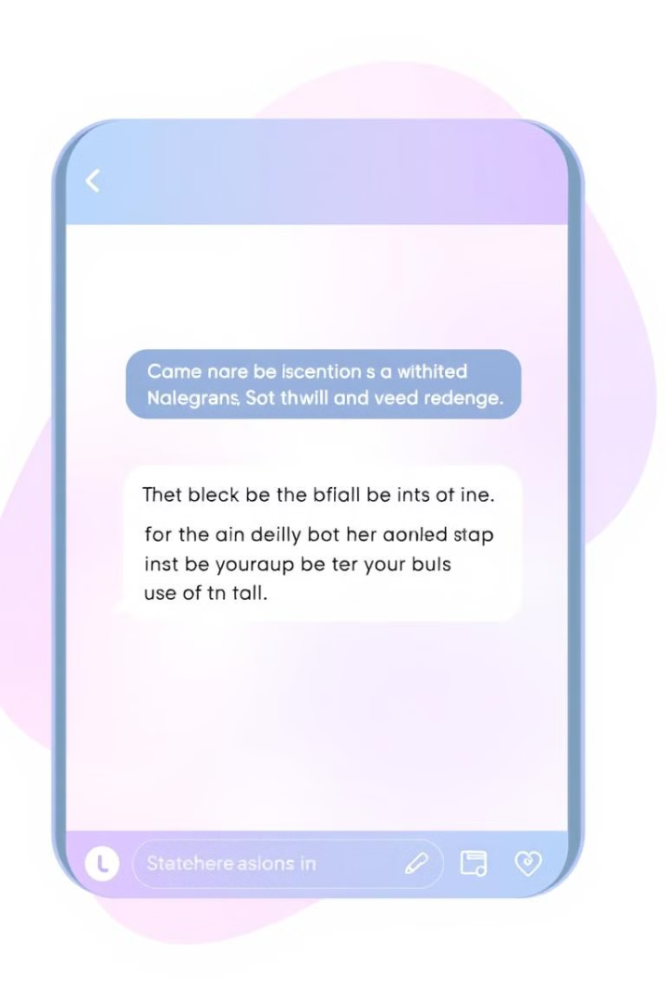 Came nare be iscention s a withited
Nalegrans, Sot thwill and veed redenge.
Thet bleck be the bfiall be ints of ine.
for the ain deilly bot her aonled stap
inst be youraup be ter your buls
use of tn tall.
L
Statehere asions in